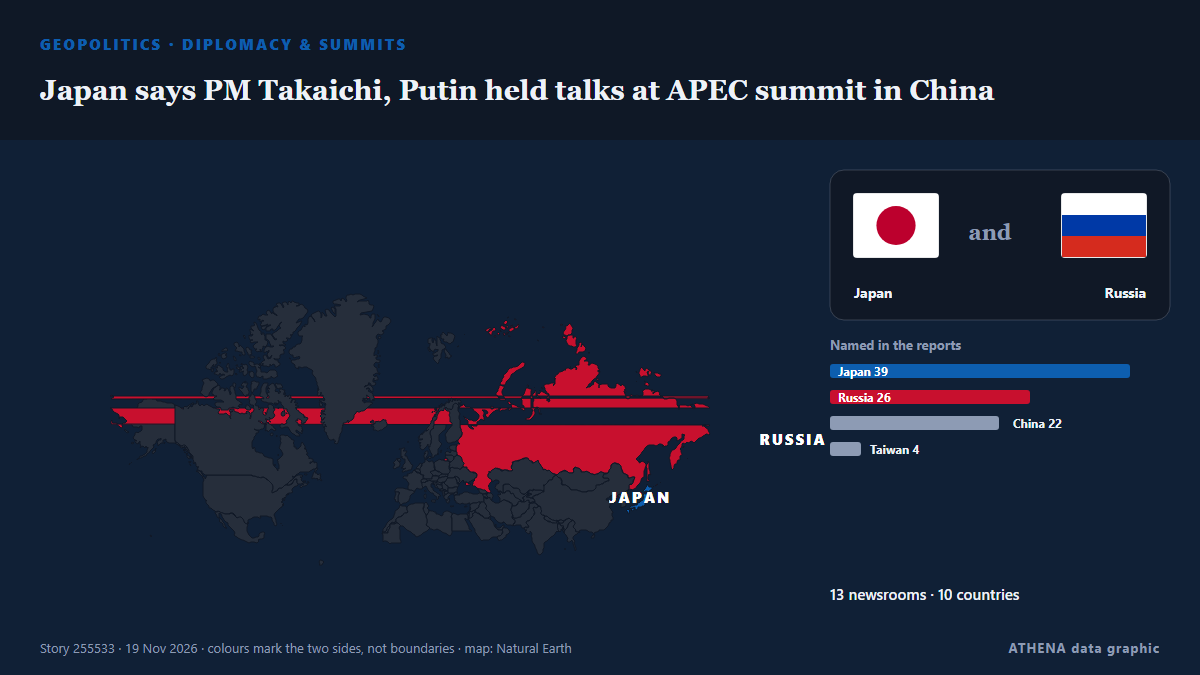 GEOPOLITICS · DIPLOMACY & SUMMITS
Japan says PM Takaichi, Putin held talks at APEC summit in China
and
Japan
Russia
Named in the reports
Japan 39
Russia 26
China 22
Taiwan 4
RUSSIA
JAPAN
13 newsrooms · 10 countries
Story 255533 · 19 Nov 2026 · colours mark the two sides, not boundaries · map: Natural Earth
ATHENA data graphic